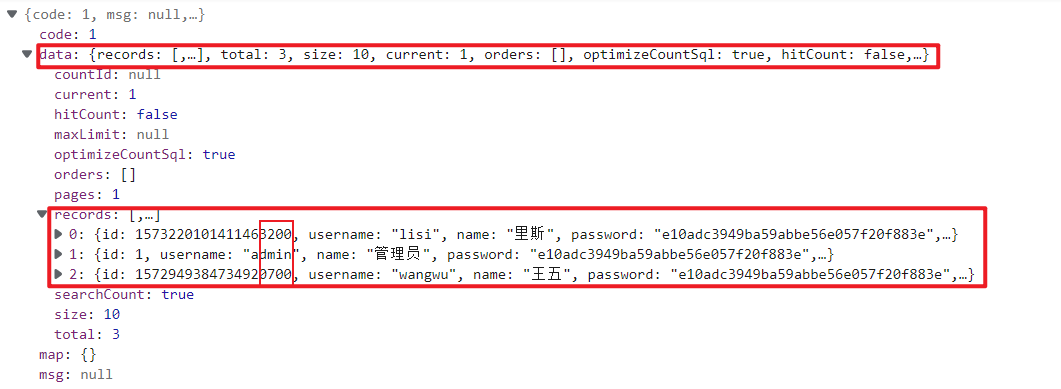 {code: 1, msg: null,…}
code: 1
data: {records: [,…], total: 3, size: 10, current: 1, orders: [], optimizeCountSql: true, hitCount: false,…}
countId: null
current: 1
hitCount: false
maxLimit: null
optimizeCountSql: true
orders: []
pages: 1
records: [,…]
0: {id: 1573220101411463200, username: "lisi", name: "里斯", password: "e10adc3949ba59abbe56e057f20f883e",…}
1: {id: 1, username: "admin", name: "管理员", password: "e10adc3949ba59abbe56e057f20f883e",…}
2: {id: 1572949384734920700, username: "wangwu", name: "王五", password: "e10adc3949ba59abbe56e057f20f883e",…}
searchCount: true
size: 10
total: 3
map: {}
msg: null